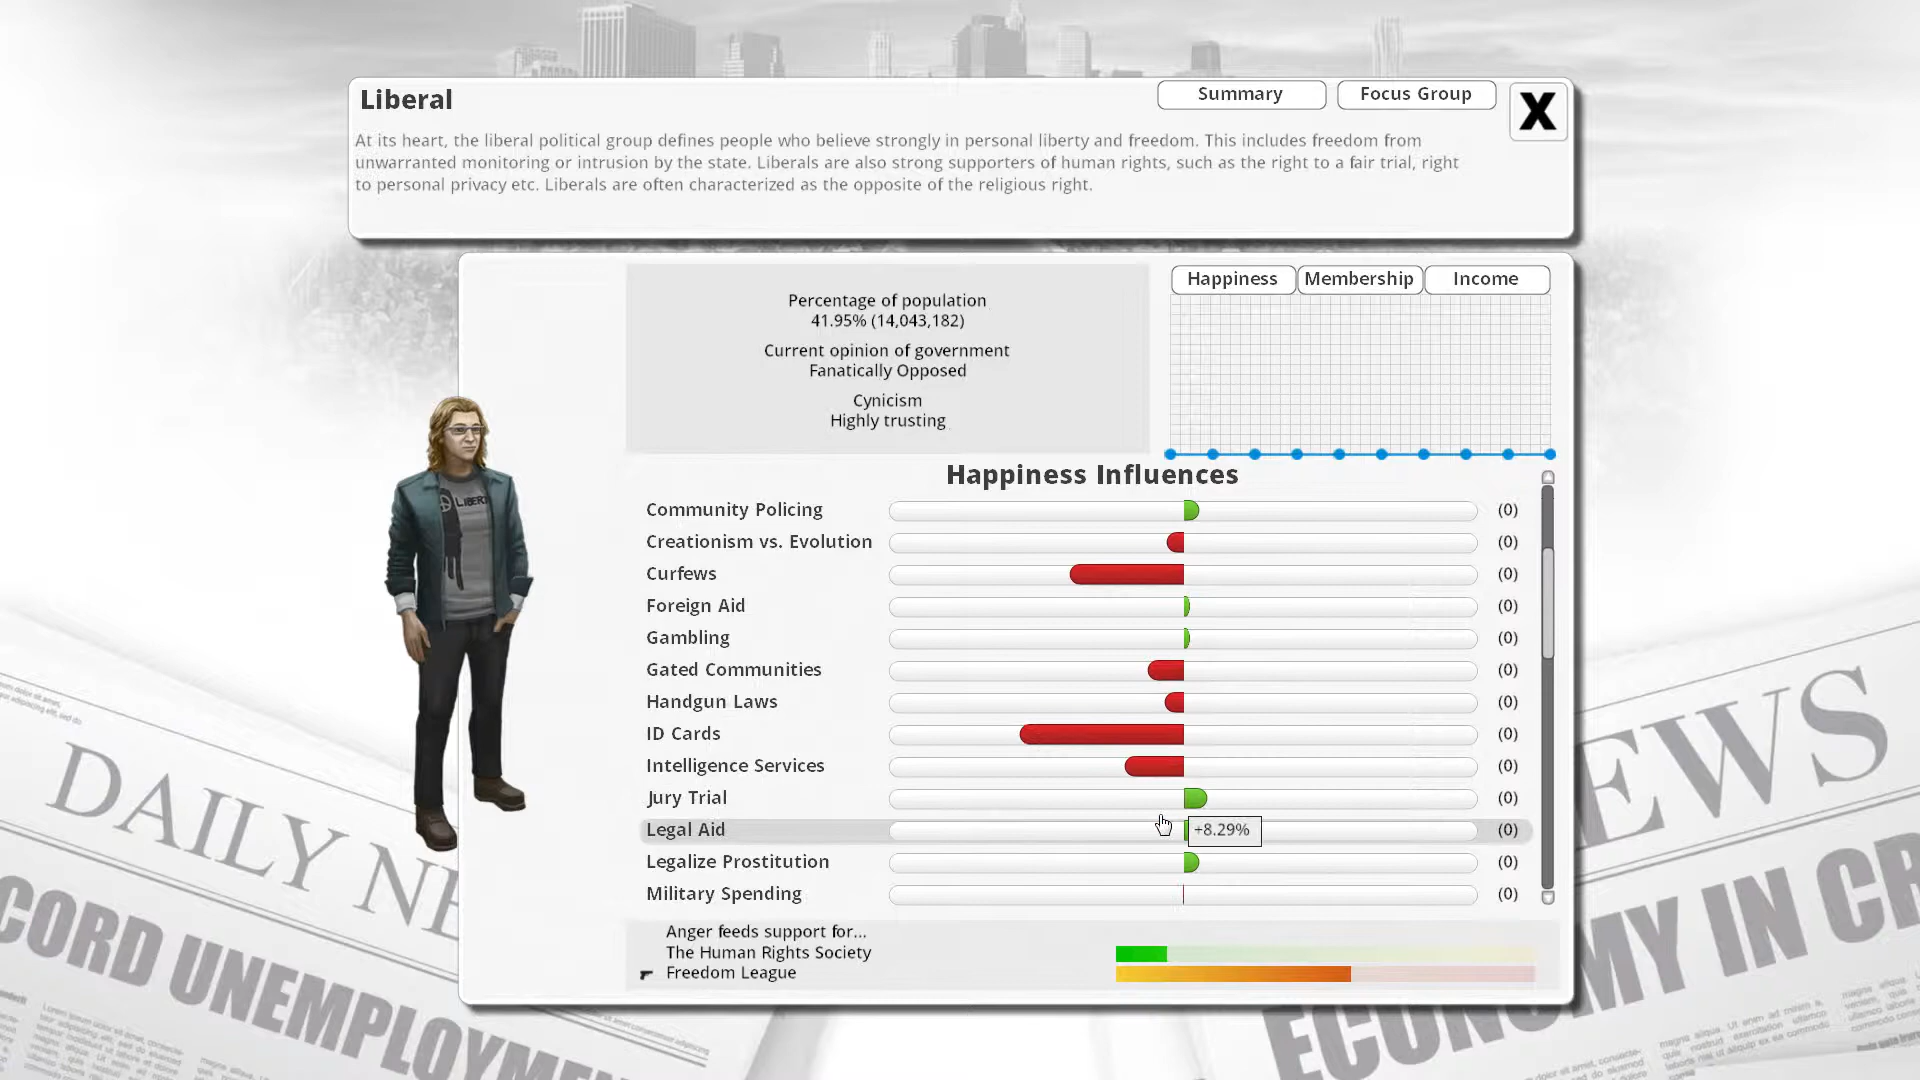 Liberal
Summary
Focus Group
X
At its heart, the liberal political group defines people who believe strongly in personal liberty and freedom. This includes freedom from
unwarranted monitoring or intrusion by the state. Liberals are also strong supporters of human rights, such as the right to a fair trial, right
to personal privacy etc. Liberals are often characterized as the opposite of the religious right.
Percentage of population
41.95% (14,043,182)
Current opinion of government
Fanatically Opposed
Cynicism
Highly trusting
Happiness
Membership
Income
Happiness Influences
Community Policing (0)
Creationism vs. Evolution (0)
Curfews (0)
Foreign Aid (0)
Gambling (0)
Gated Communities (0)
Handgun Laws (0)
ID Cards (0)
Intelligence Services (0)
Jury Trial (0)
Legal Aid +8.29% (0)
Legalize Prostitution (0)
Military Spending (0)
Anger feeds support for...
The Human Rights Society
Freedom League
LIBERT
DAILY NE
CORD UNEMPLOYME
EWS
ECONOMY IN CR